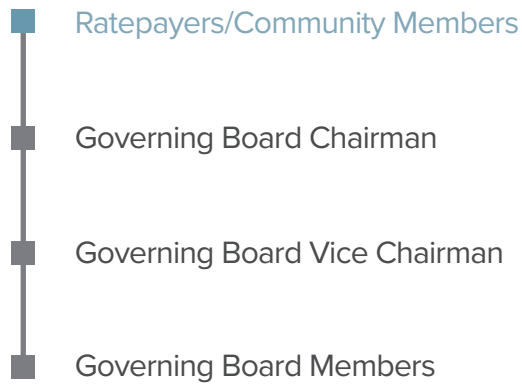 Ratepayers/Community Members
Governing Board Chairman
Governing Board Vice Chairman
Governing Board Members